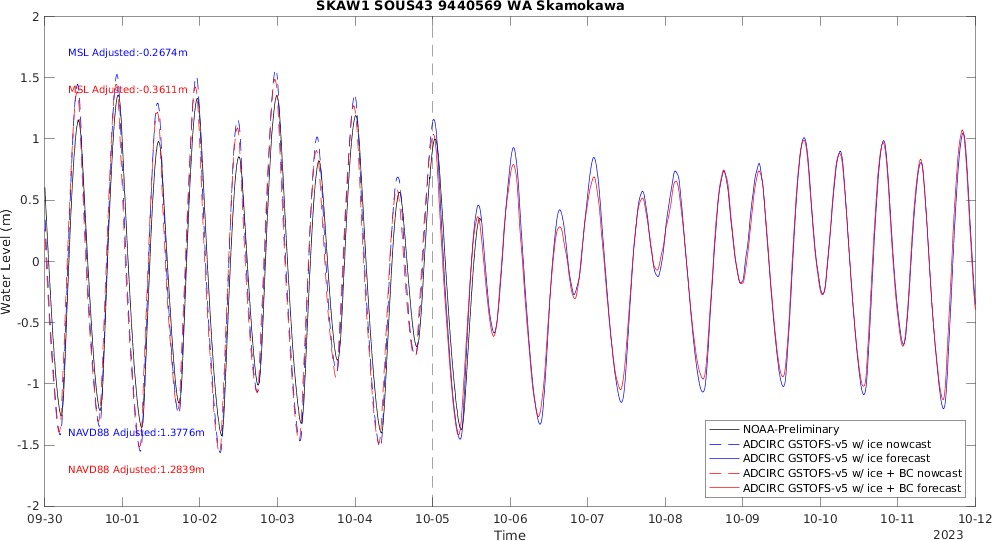 SKAW1 SOUS43 9440569 WA Skamokawa
2
1.5
1
0.5
0
-0.5
-1
-1.5
-2
Water Level (m)
MSL Adjusted:-0.2674m
MSL Adjusted:-0.3611m
NAVD88 Adjusted:1.3776m
NAVD88 Adjusted:1.2839m
NOAA-Preliminary
ADCIRC GSTOFS-v5 w/ ice nowcast
ADCIRC GSTOFS-v5 w/ ice forecast
ADCIRC GSTOFS-v5 w/ ice + BC nowcast
ADCIRC GSTOFS-v5 w/ ice + BC forecast
09-30 10-01 10-02 10-03 10-04 10-05 10-06 10-07 10-08 10-09 10-10 10-11 10-12
Time
2023